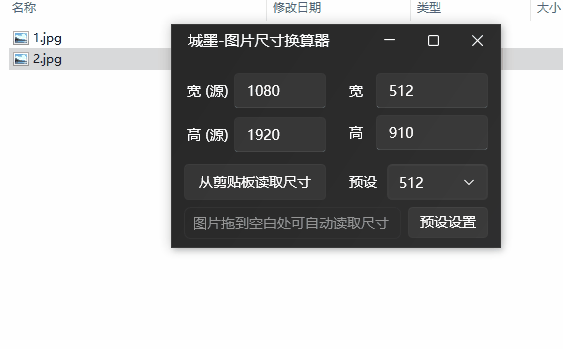 名称 修改日期 类型 大小
1.jpg
2.jpg
城墨-图片尺寸换算器
宽 (源) 1080 宽 512
高 (源) 1920 高 910
从剪贴板读取尺寸 预设 512
图片拖到空白处可自动读取尺寸 预设设置